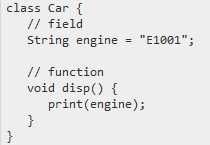 class Car {
   // field
   String engine = "E1001";

   // function
   void disp() {
      print(engine);
   }
}